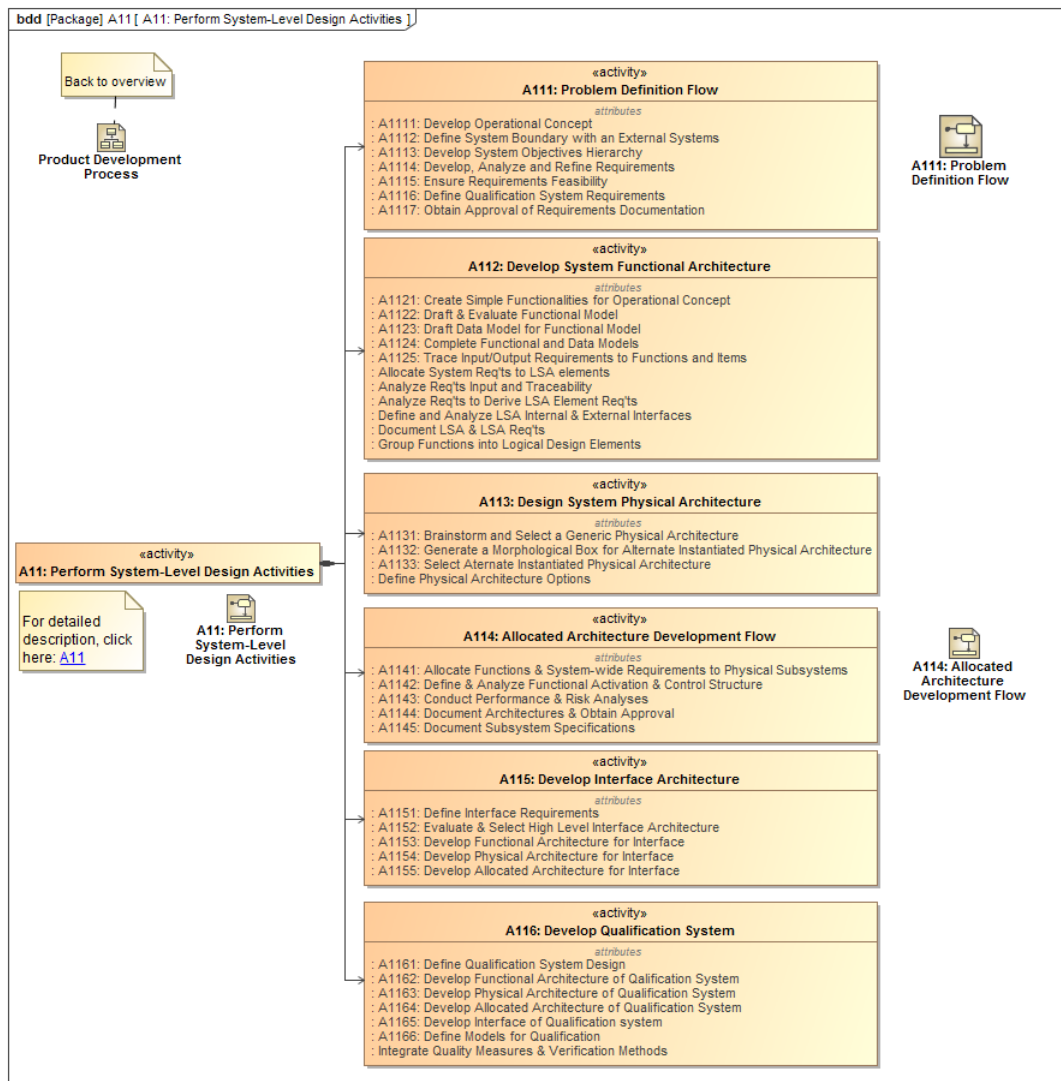 bdd [Package] A11 [ A11: Perform System-Level Design Activities ]
Back to overview
Product Development
Process
«activity»
A111: Problem Definition Flow
attributes
: A1111: Develop Operational Concept
: A1112: Define System Boundary with an External Systems
: A1113: Develop System Objectives Hierarchy
: A1114: Develop, Analyze and Refine Requirements
: A1115: Ensure Requirements Feasibility
: A1116: Define Qualification System Requirements
: A1117: Obtain Approval of Requirements Documentation
A111: Problem
Definition Flow
«activity»
A112: Develop System Functional Architecture
attributes
: A1121: Create Simple Functionalities for Operational Concept
: A1122: Draft & Evaluate Functional Model
: A1123: Draft Data Model for Functional Model
: A1124: Complete Functional and Data Models
: A1125: Trace Input/Output Requirements to Functions and Items
: Allocate System Req'ts to LSA elements
: Analyze Req'ts Input and Traceability
: Analyze Req'ts to Derive LSA Element Req'ts
: Define and Analyze LSA Internal & External Interfaces
: Document LSA & LSA Req'ts
: Group Functions into Logical Design Elements
«activity»
A113: Design System Physical Architecture
attributes
: A1131: Brainstorm and Select a Generic Physical Architecture
: A1132: Generate a Morphological Box for Alternate Instantiated Physical Architecture
: A1133: Select Aternate Instantiated Physical Architecture
: Define Physical Architecture Options
«activity»
A11: Perform System-Level Design Activities
For detailed
description, click
here: A11
A11: Perform
System-Level
Design Activities
«activity»
A114: Allocated Architecture Development Flow
attributes
: A1141: Allocate Functions & System-wide Requirements to Physical Subsystems
: A1142: Define & Analyze Functional Activation & Control Structure
: A1143: Conduct Performance & Risk Analyses
: A1144: Document Architectures & Obtain Approval
: A1145: Document Subsystem Specifications
A114: Allocated
Architecture
Development Flow
«activity»
A115: Develop Interface Architecture
attributes
: A1151: Define Interface Requirements
: A1152: Evaluate & Select High Level Interface Architecture
: A1153: Develop Functional Architecture for Interface
: A1154: Develop Physical Architecture for Interface
: A1155: Develop Allocated Architecture for Interface
«activity»
A116: Develop Qualification System
attributes
: A1161: Define Qualification System Design
: A1162: Develop Functional Architecture of Qalification System
: A1163: Develop Physical Architecture of Qualification System
: A1164: Develop Allocated Architecture of Qualification System
: A1165: Develop Interface of Qualification system
: A1166: Define Models for Qualification
: Integrate Quality Measures & Verification Methods